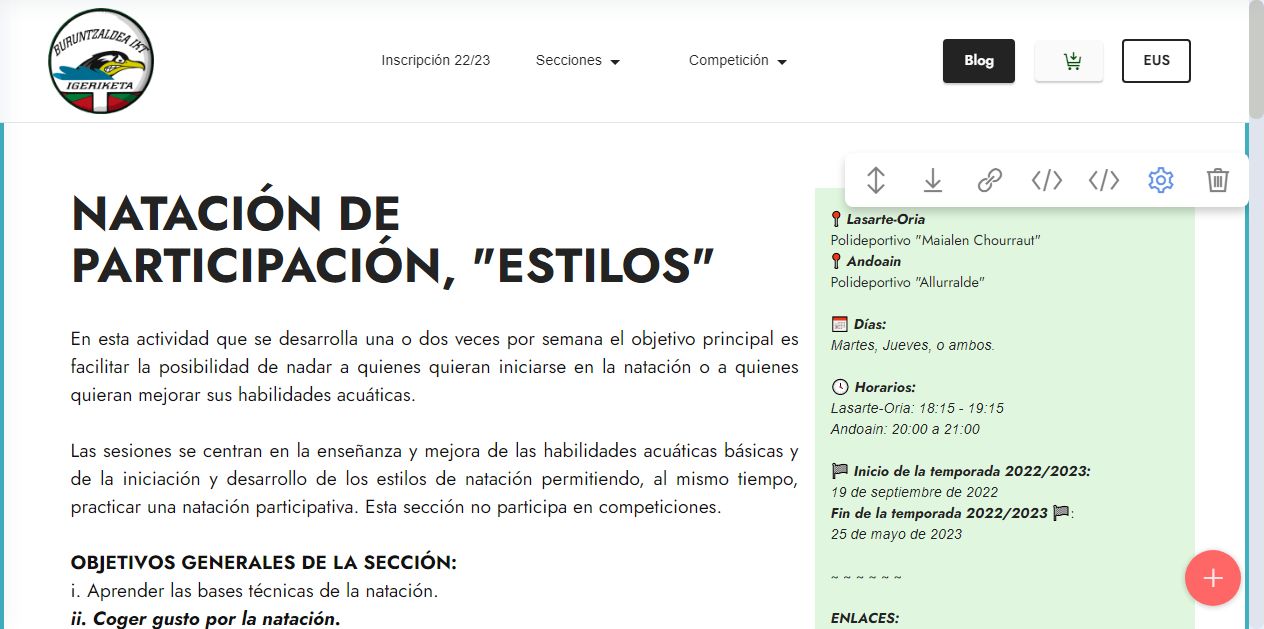 BURUNTZALDEA IKT
IGERIKETA
Inscripción 22/23
Secciones
Competición
Blog
EUS
NATACIÓN DE
PARTICIPACIÓN, "ESTILOS"
En esta actividad que se desarrolla una o dos veces por semana el objetivo principal es
facilitar la posibilidad de nadar a quienes quieran iniciarse en la natación o a quienes
quieran mejorar sus habilidades acuáticas.
Las sesiones se centran en la enseñanza y mejora de las habilidades acuáticas básicas y
de la iniciación y desarrollo de los estilos de natación permitiendo, al mismo tiempo,
practicar una natación participativa. Esta sección no participa en competiciones.
OBJETIVOS GENERALES DE LA SECCIÓN:
i. Aprender las bases técnicas de la natación.
ii. Coger gusto por la natación.
Lasarte-Oria
Polideportivo "Maialen Chourraut"
Andoain
Polideportivo "Allurralde"
Días:
Martes, Jueves, o ambos.
Horarios:
Lasarte-Oria: 18:15 - 19:15
Andoain: 20:00 a 21:00
Inicio de la temporada 2022/2023:
19 de septiembre de 2022
Fin de la temporada 2022/2023 :
25 de mayo de 2023
~ ~ ~ ~ ~ ~
ENLACES: